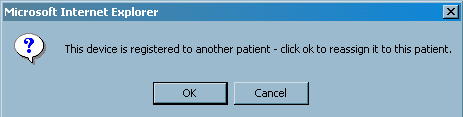 Microsoft Internet Explorer
This device is registered to another patient - click ok to reassign it to this patient.
OK Cancel